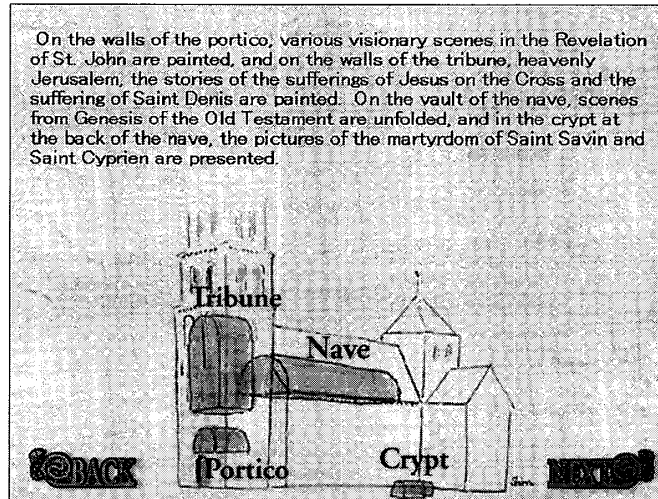 On the walls of the portico, various visionary scenes in the Revelation
of St. John are painted, and on the walls of the tribune, heavenly
Jerusalem, the stories of the sufferings of Jesus on the Cross and the
suffering of Saint Denis are painted. On the vault of the nave, scenes
from Genesis of the Old Testament are unfolded, and in the crypt at
the back of the nave, the pictures of the martyrdom of Saint Savin and
Saint Cyprien are presented.
Tribune
Nave
Portico
Crypt
BACK
NEXT